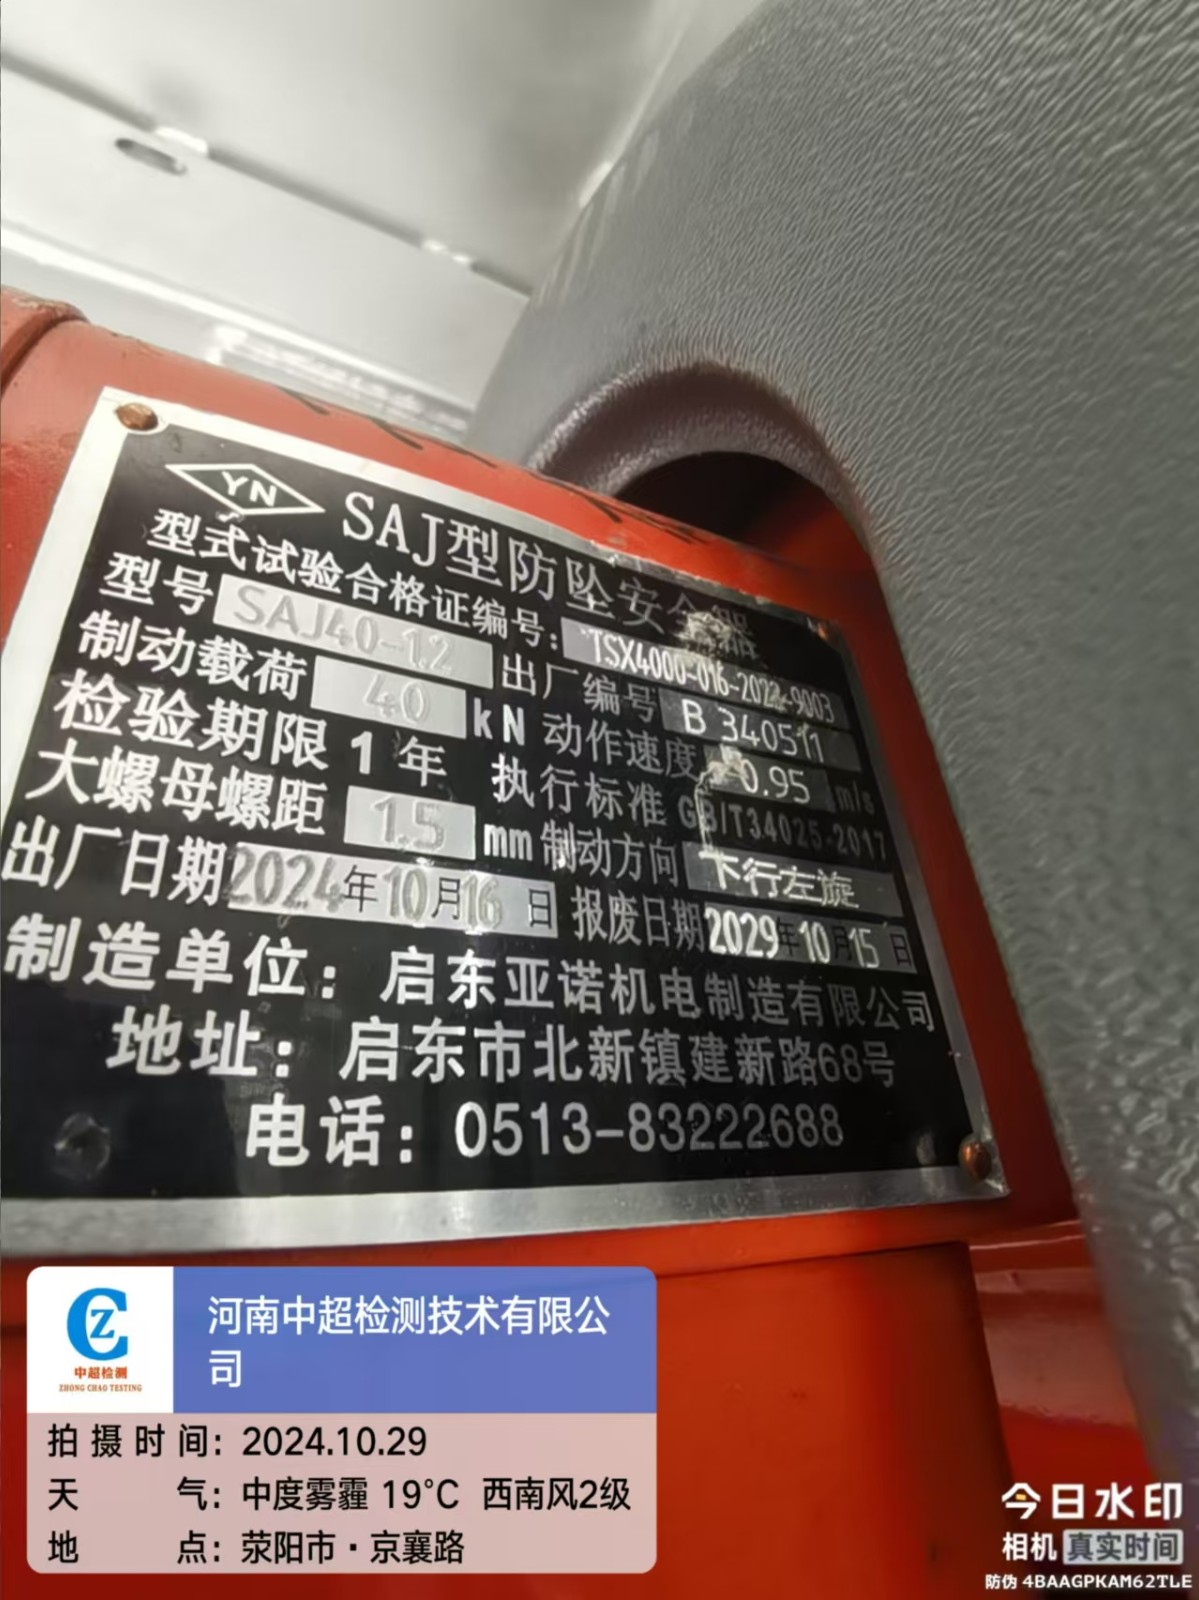 YN SAJ型防坠安全器
型式试验合格证编号: TSX4000-016-2022-9003
型号 SAJ40-1.2 出厂编号 B 340511
制动载荷 40 kN 动作速度 0.95 m/s
检验期限 1 年 执行标准 GB/T34025-2017
大螺母螺距 1.5 mm 制动方向 下行左旋
出厂日期 2024年10月16日 报废日期 2029年10月15日
制造单位: 启东亚诺机电制造有限公司
地址: 启东市北新镇建新路68号
电话: 0513-83222688
CZ
中超检测
ZHONG CHAO TESTING
河南中超检测技术有限公
司
拍摄时间: 2024.10.29
天气: 中度雾霾 19°C 西南风2级
地点: 荥阳市·京襄路
今日水印
相机 真实时间
防伪 4BAAGPKAM62TLE